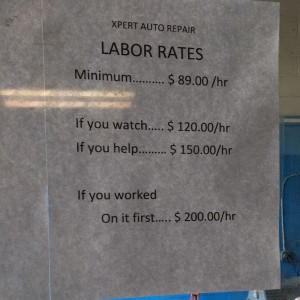 XPERT AUTO REPAIR
LABOR RATES
Minimum.......... $ 89.00 /hr
If you watch..... $ 120.00/hr
If you help......... $ 150.00/hr
If you worked
On it first..... $ 200.00/hr